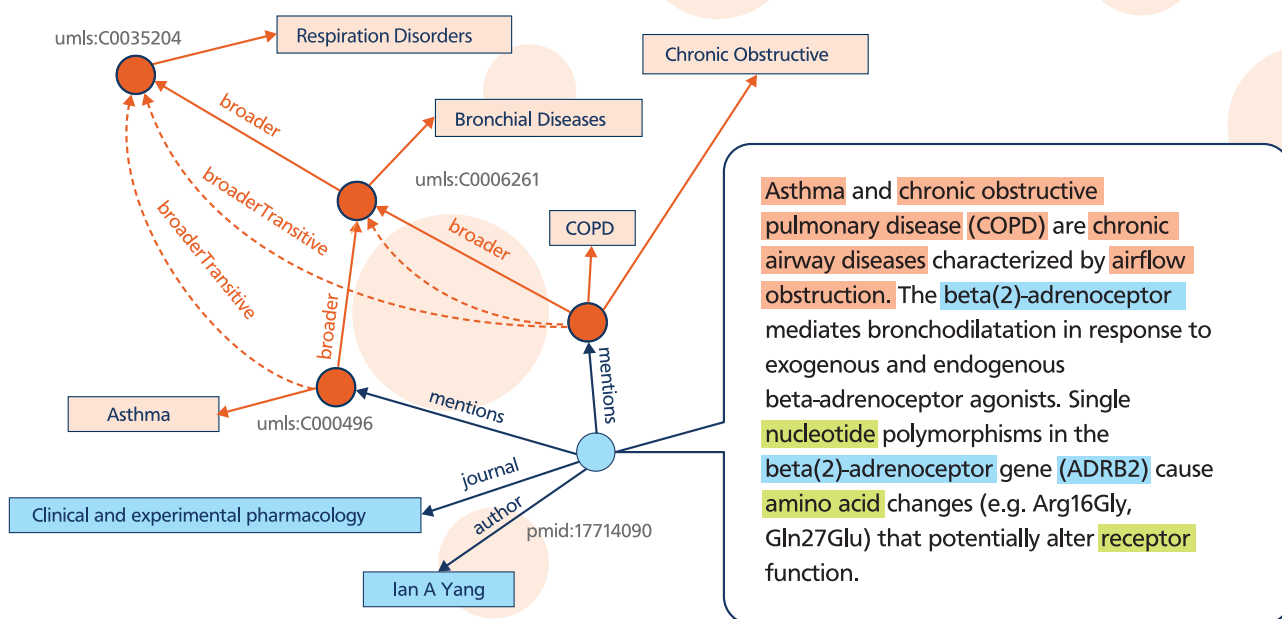 umls:C0035204
Respiration Disorders
Chronic Obstructive
broader
Bronchial Diseases
umls:C0006261
broaderTransitive
broaderTransitive
broader
COPD
broader
Asthma
umls:C000496
mentions
mentions
journal
Clinical and experimental pharmacology
author
pmid:17714090
Ian A Yang
Asthma and chronic obstructive
pulmonary disease (COPD) are chronic
airway diseases characterized by airflow
obstruction. The beta(2)-adrenoceptor
mediates bronchodilatation in response to
exogenous and endogenous
beta-adrenoceptor agonists. Single
nucleotide polymorphisms in the
beta(2)-adrenoceptor gene (ADRB2) cause
amino acid changes (e.g. Arg16Gly,
Gln27Glu) that potentially alter receptor
function.